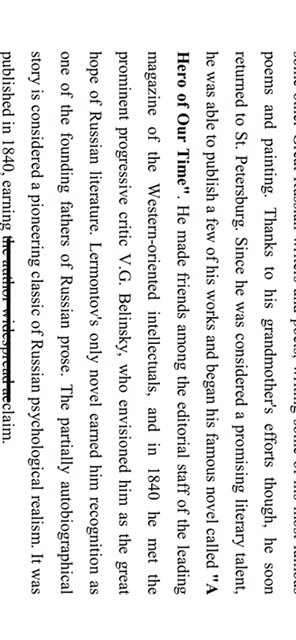 poems and painting. Thanks to his grandmother's efforts though, he soon
returned to St. Petersburg. Since he was considered a promising literary talent,
he was able to publish a few of his works and began his famous novel called "A
Hero of Our Time". He made friends among the editorial staff of the leading
magazine of the Western-oriented intellectuals, and in 1840 he met the
prominent progressive critic V.G. Belinsky, who envisioned him as the great
hope of Russian literature. Lermontov's only novel earned him recognition as
one of the founding fathers of Russian prose. The partially autobiographical
story is considered a pioneering classic of Russian psychological realism. It was
published in 1840, earning the author widespread acclaim.